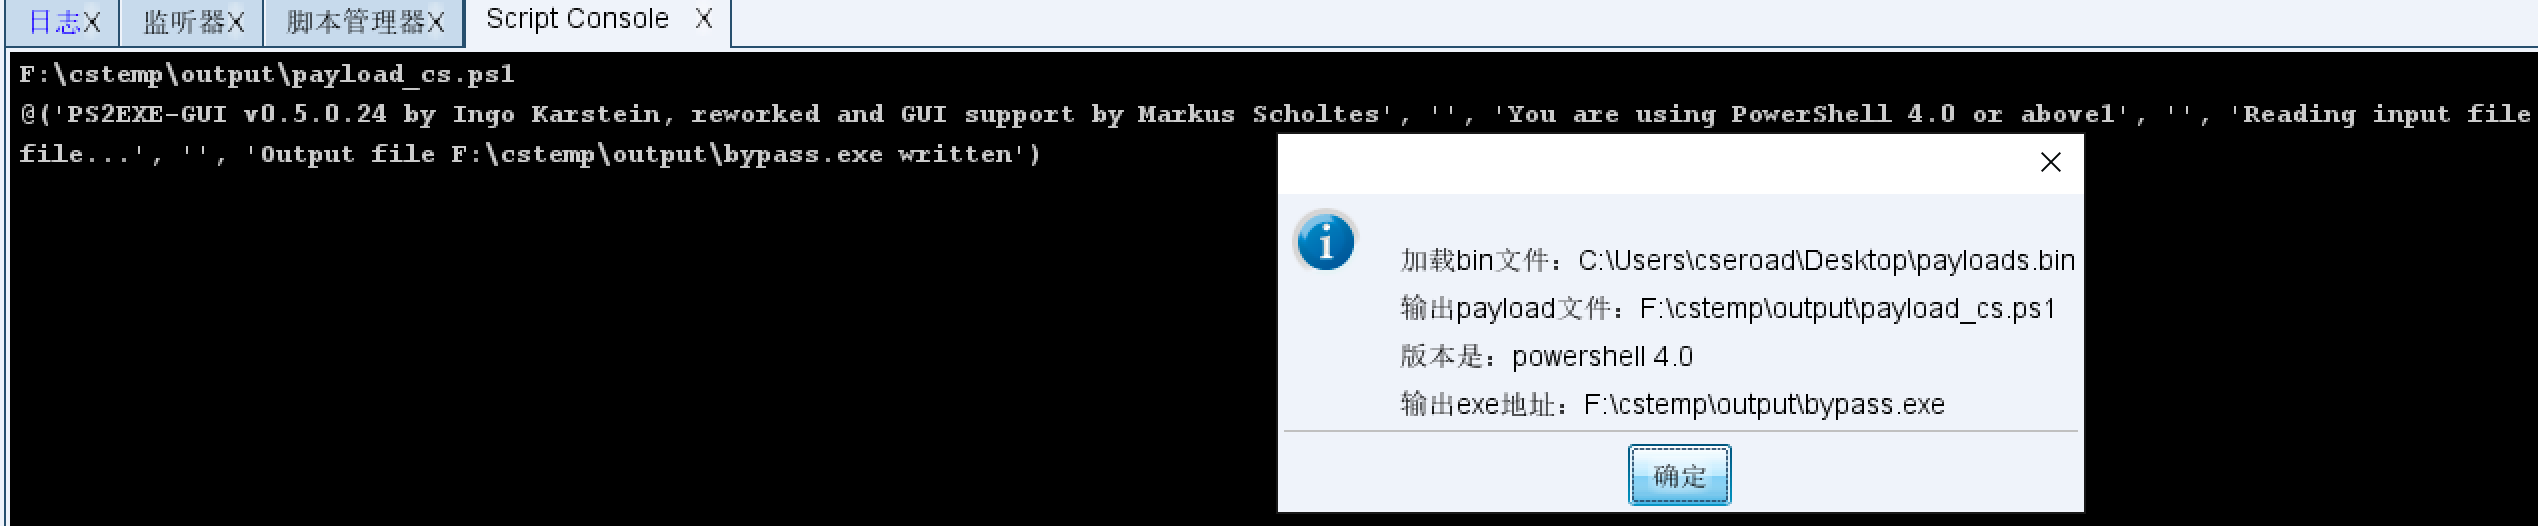 日志X 监听器X 脚本管理器X Script Console X
F:\cstemp\output\payload_cs.ps1
@('PS2EXE-GUI v0.5.0.24 by Ingo Karstein, reworked and GUI support by Markus Scholtes', '', 'You are using PowerShell 4.0 or above1', '', 'Reading input file
file...', '', 'Output file F:\cstemp\output\bypass.exe written')
加载bin文件：C:\Users\cseroad\Desktop\payloads.bin
输出payload文件：F:\cstemp\output\payload_cs.ps1
版本是：powershell 4.0
输出exe地址：F:\cstemp\output\bypass.exe
确定